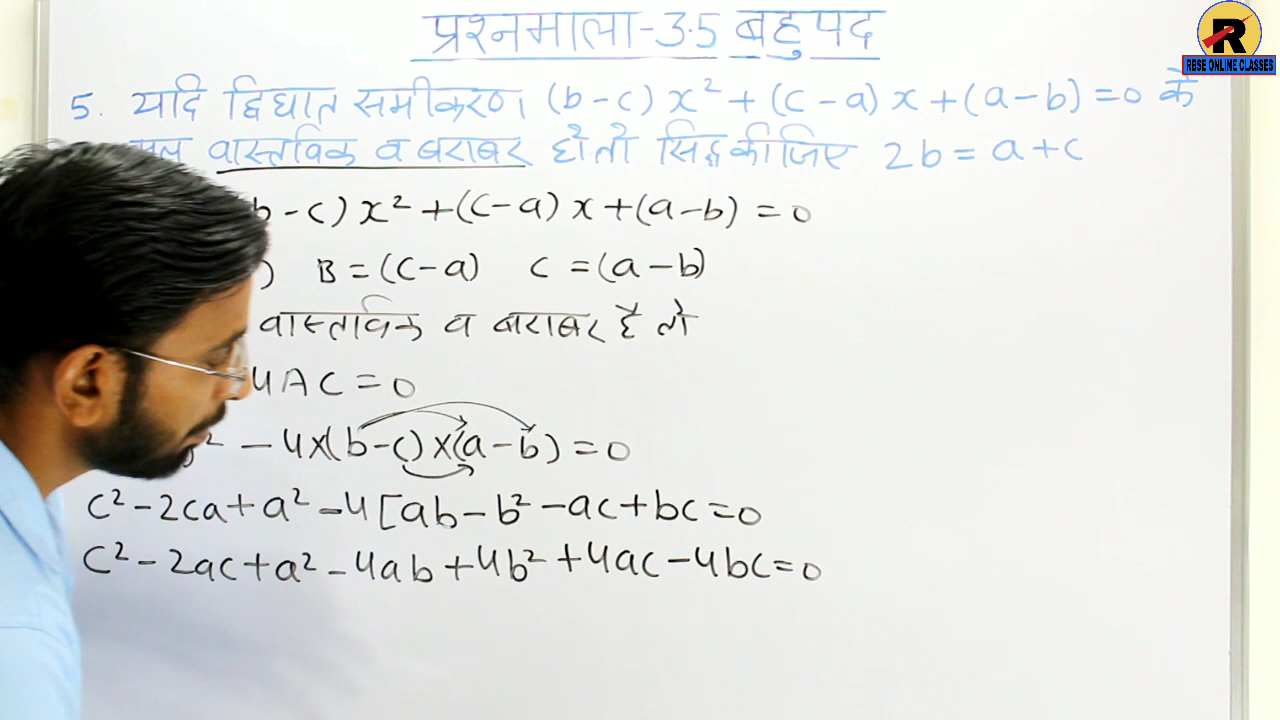 प्रश्नमाला-3.5 बहुपद
R
RESE ONLINE CLASSES
5. यदि द्विघात समीकरण (b-c) x² + (c-a) x + (a-b) = 0 के
वास्तविक व बराबर हो तो सिद्ध कीजिए 2b = a+c
b-c) x² + (c-a) x + (a-b) = 0
) B = (c-a) C = (a-b)
वास्तविक व बराबर है तो
4AC = 0
² - 4×(b-c)×(a-b) = 0
c² - 2ca + a² - 4[ab - b² - ac + bc = 0
c² - 2ac + a² - 4ab + 4b² + 4ac - 4bc = 0